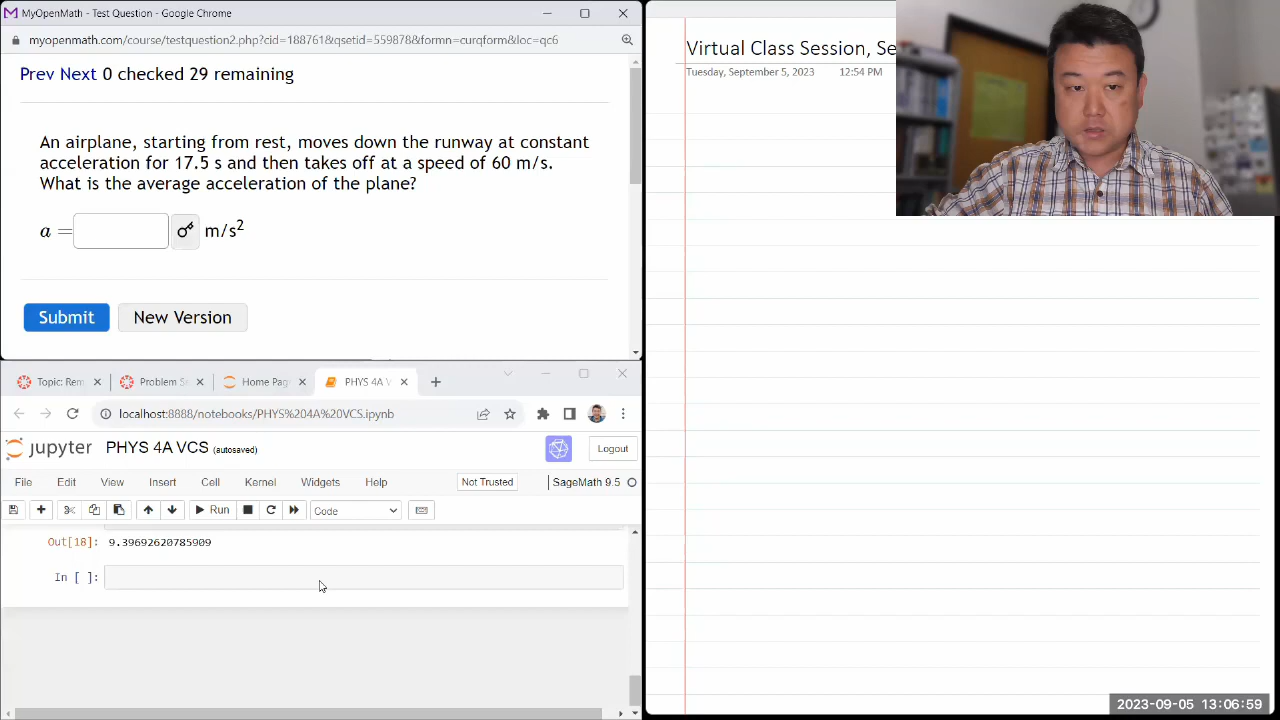 MyOpenMath - Test Question - Google Chrome
myopenmath.com/course/testquestion2.php?cid=188761&qsetid=559878&formn=curqform&loc=qc6
Prev Next 0 checked 29 remaining
An airplane, starting from rest, moves down the runway at constant
acceleration for 17.5 s and then takes off at a speed of 60 m/s.
What is the average acceleration of the plane?
a = m/s²
Submit New Version
Topic: Rem Problem S Home Page PHYS 4A V
localhost:8888/notebooks/PHYS%204A%20VCS.ipynb
jupyter PHYS 4A VCS (autosaved) Logout
File Edit View Insert Cell Kernel Widgets Help Not Trusted SageMath 9.5
Run Code
Out[18]: 9.39692620785909
In [ ]:
Virtual Class Session, Se
Tuesday, September 5, 2023 12:54 PM
2023-09-05 13:06:59